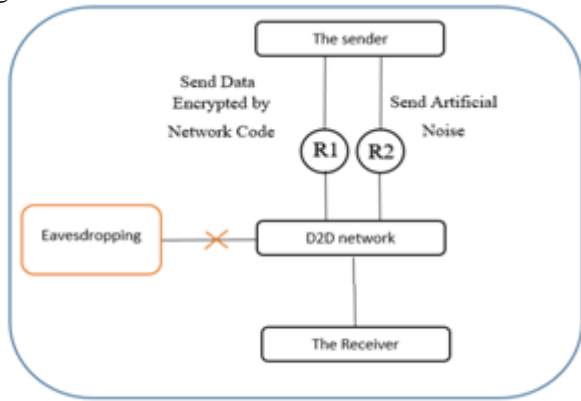 The sender
Send Data
Encrypted by
Network Code
Send Artificial
Noise
R1
R2
Eavesdropping
D2D network
The Receiver